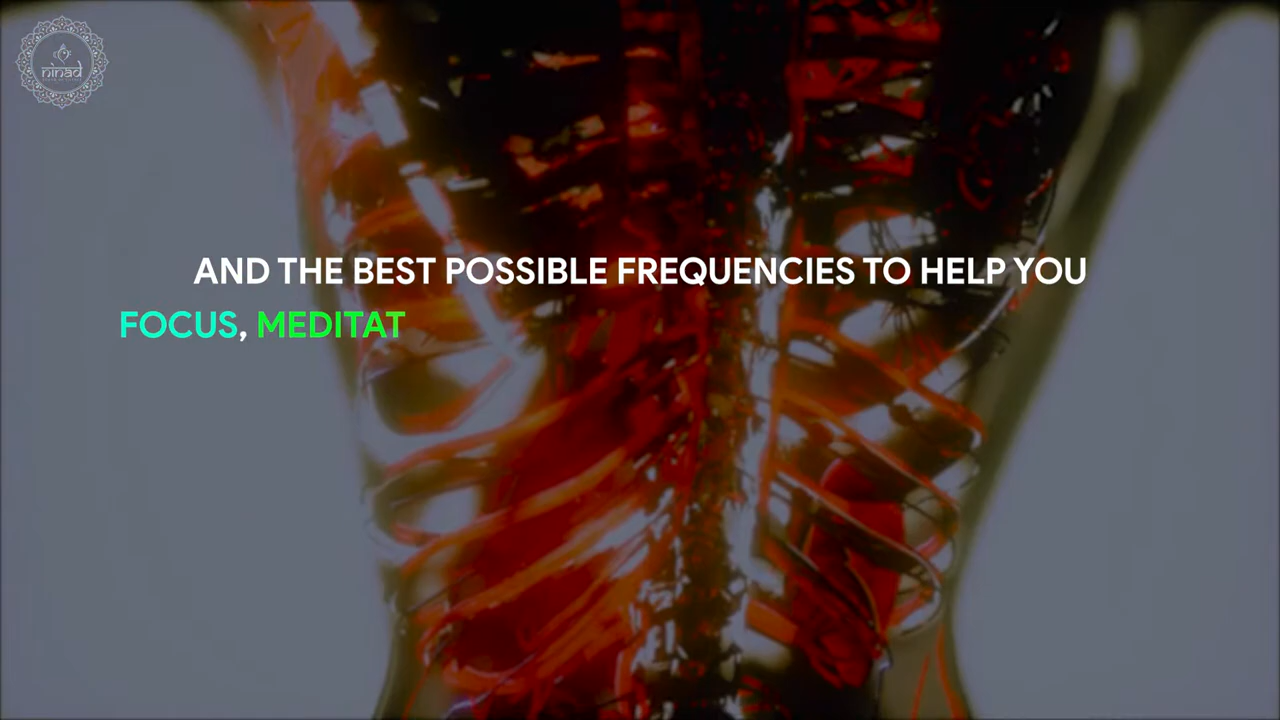 ninad
AND THE BEST POSSIBLE FREQUENCIES TO HELP YOU
FOCUS, MEDITAT